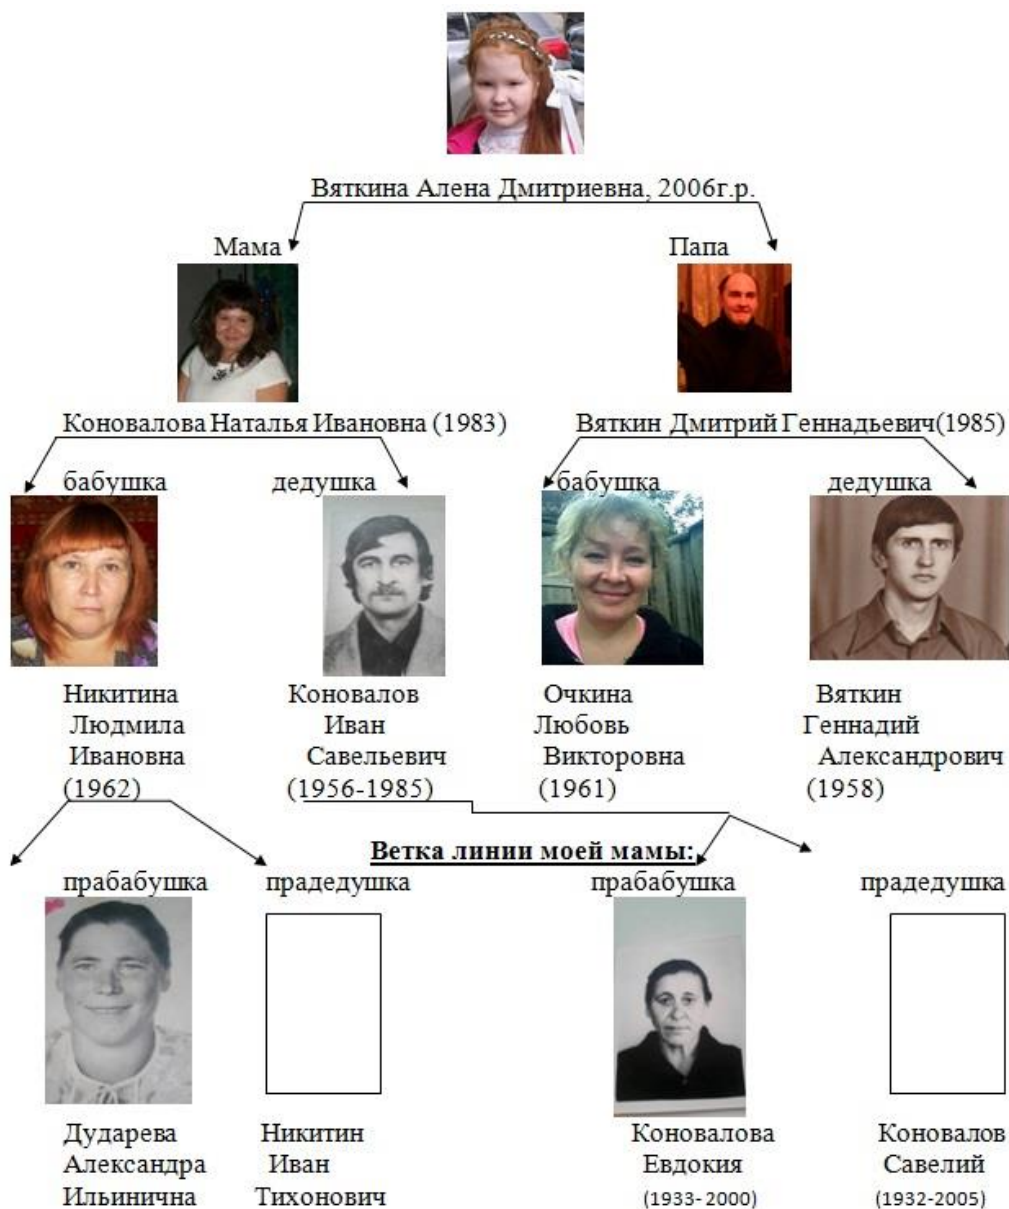 Вяткина Алена Дмитриевна, 2006г.р.
Мама
Папа
Коновалова Наталья Ивановна (1983)
Вяткин Дмитрий Геннадьевич(1985)
бабушка
дедушка
бабушка
дедушка
Никитина
Людмила
Ивановна
(1962)
Коновалов
Иван
Савельевич
(1956-1985)
Очкина
Любовь
Викторовна
(1961)
Вяткин
Геннадий
Александрович
(1958)
Ветка линии моей мамы:
прабабушка
прадедушка
прабабушка
прадедушка
Дударева
Александра
Ильинична
Никитин
Иван
Тихонович
Коновалова
Евдокия
(1933-2000)
Коновалов
Савелий
(1932-2005)